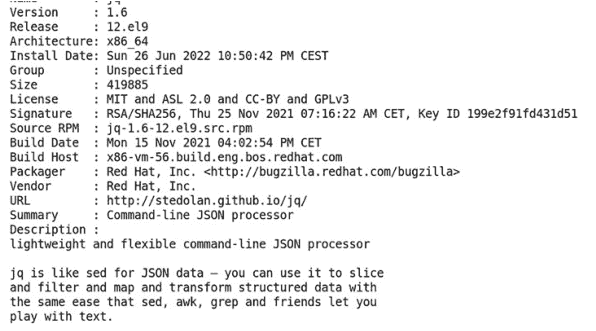 Name : jq
Version : 1.6
Release : 12.el9
Architecture: x86_64
Install Date: Sun 26 Jun 2022 10:50:42 PM CEST
Group : Unspecified
Size : 419885
License : MIT and ASL 2.0 and CC-BY and GPLv3
Signature : RSA/SHA256, Thu 25 Nov 2021 07:16:22 AM CET, Key ID 199e2f91fd431d51
Source RPM : jq-1.6-12.el9.src.rpm
Build Date : Mon 15 Nov 2021 04:02:54 PM CET
Build Host : x86-vm-56.build.eng.bos.redhat.com
Packager : Red Hat, Inc. <http://bugzilla.redhat.com/bugzilla>
Vendor : Red Hat, Inc.
URL : http://stedolan.github.io/jq/
Summary : Command-line JSON processor
Description :
lightweight and flexible command-line JSON processor

jq is like sed for JSON data – you can use it to slice
and filter and map and transform structured data with
the same ease that sed, awk, grep and friends let you
play with text.